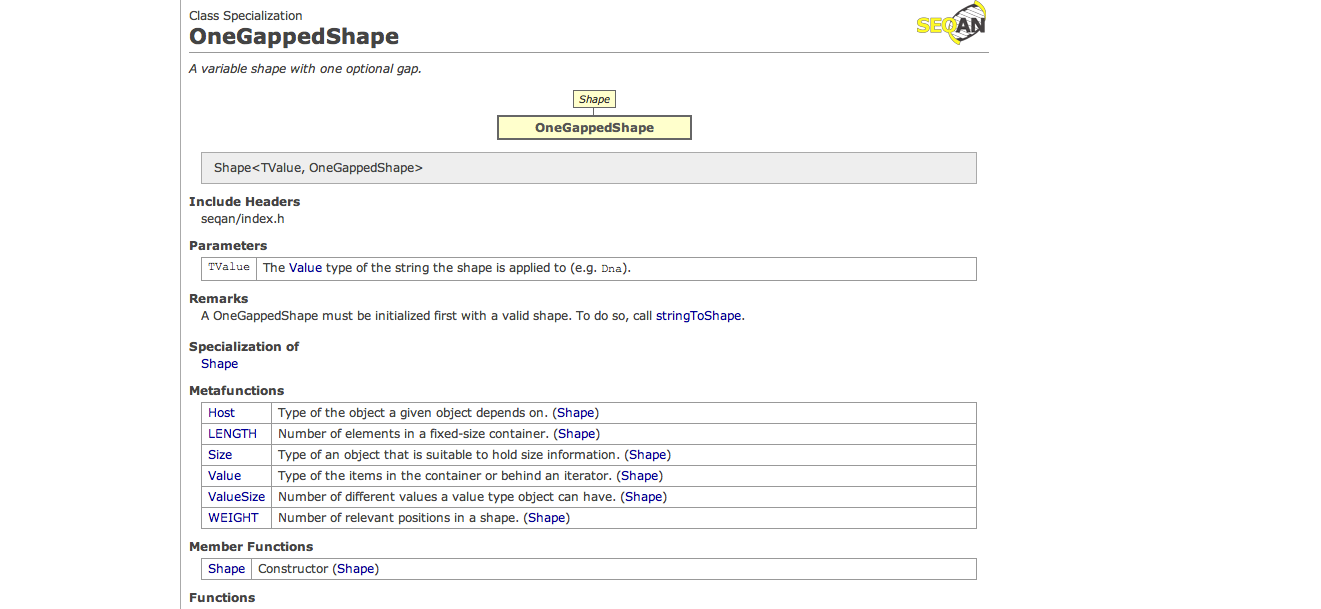 Class Specialization
OneGappedShape
SEQAN
A variable shape with one optional gap.
Shape
OneGappedShape
Shape<TValue, OneGappedShape>
Include Headers
seqan/index.h
Parameters
TValue The Value type of the string the shape is applied to (e.g. Dna).
Remarks
A OneGappedShape must be initialized first with a valid shape. To do so, call stringToShape.
Specialization of
Shape
Metafunctions
Host Type of the object a given object depends on. (Shape)
LENGTH Number of elements in a fixed-size container. (Shape)
Size Type of an object that is suitable to hold size information. (Shape)
Value Type of the items in the container or behind an iterator. (Shape)
ValueSize Number of different values a value type object can have. (Shape)
WEIGHT Number of relevant positions in a shape. (Shape)
Member Functions
Shape Constructor (Shape)
Functions